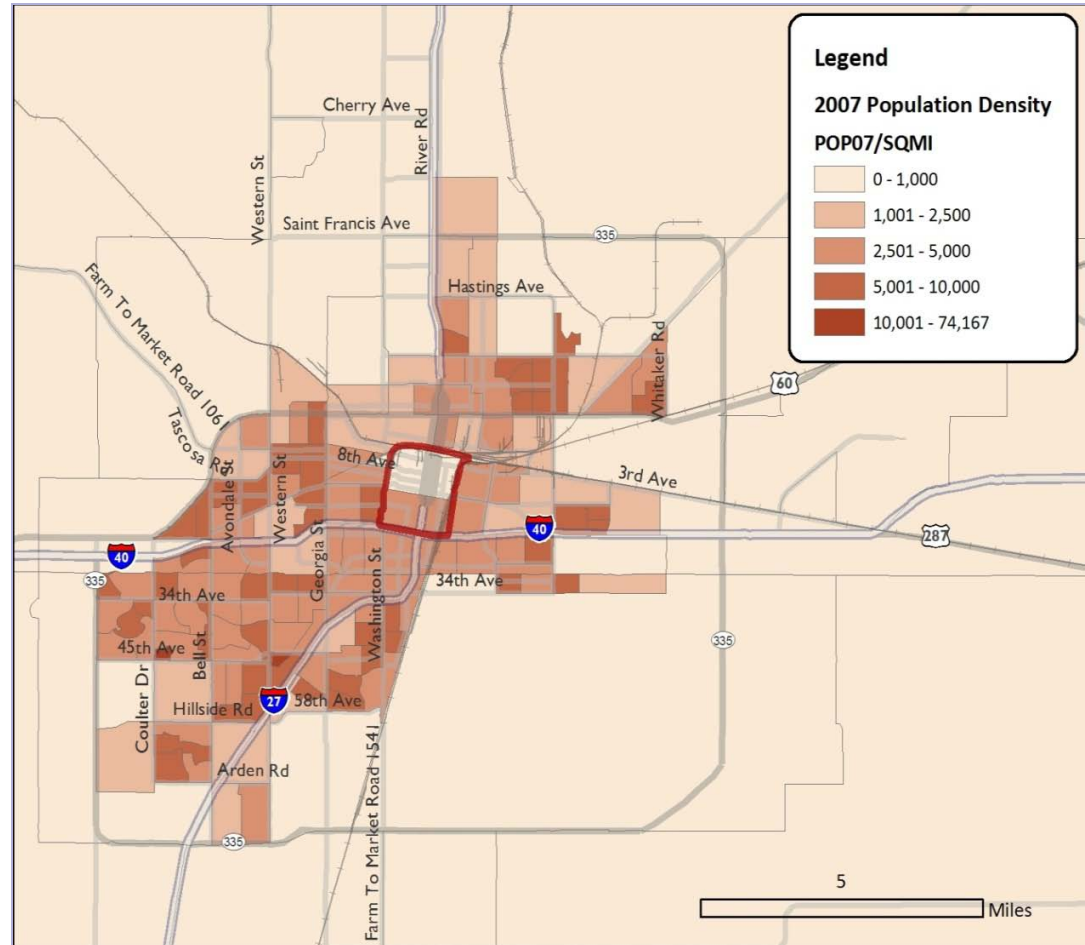 Legend
2007 Population Density
POP07/SQMI
0 - 1,000
1,001 - 2,500
2,501 - 5,000
5,001 - 10,000
10,001 - 74,167
Cherry Ave
River Rd
Western St
Saint Francis Ave
335
Hastings Ave
Farm To Market Road 1061
Whitaker Rd
60
Tascosa Rd
8th Ave
3rd Ave
Avondale St
Western St
Georgia St
Washington St
40
40
287
335
34th Ave
34th Ave
45th Ave
Bell St
335
Coulter Dr
27
58th Ave
Hillside Rd
Arden Rd
Farm To Market Road 1541
335
5
Miles